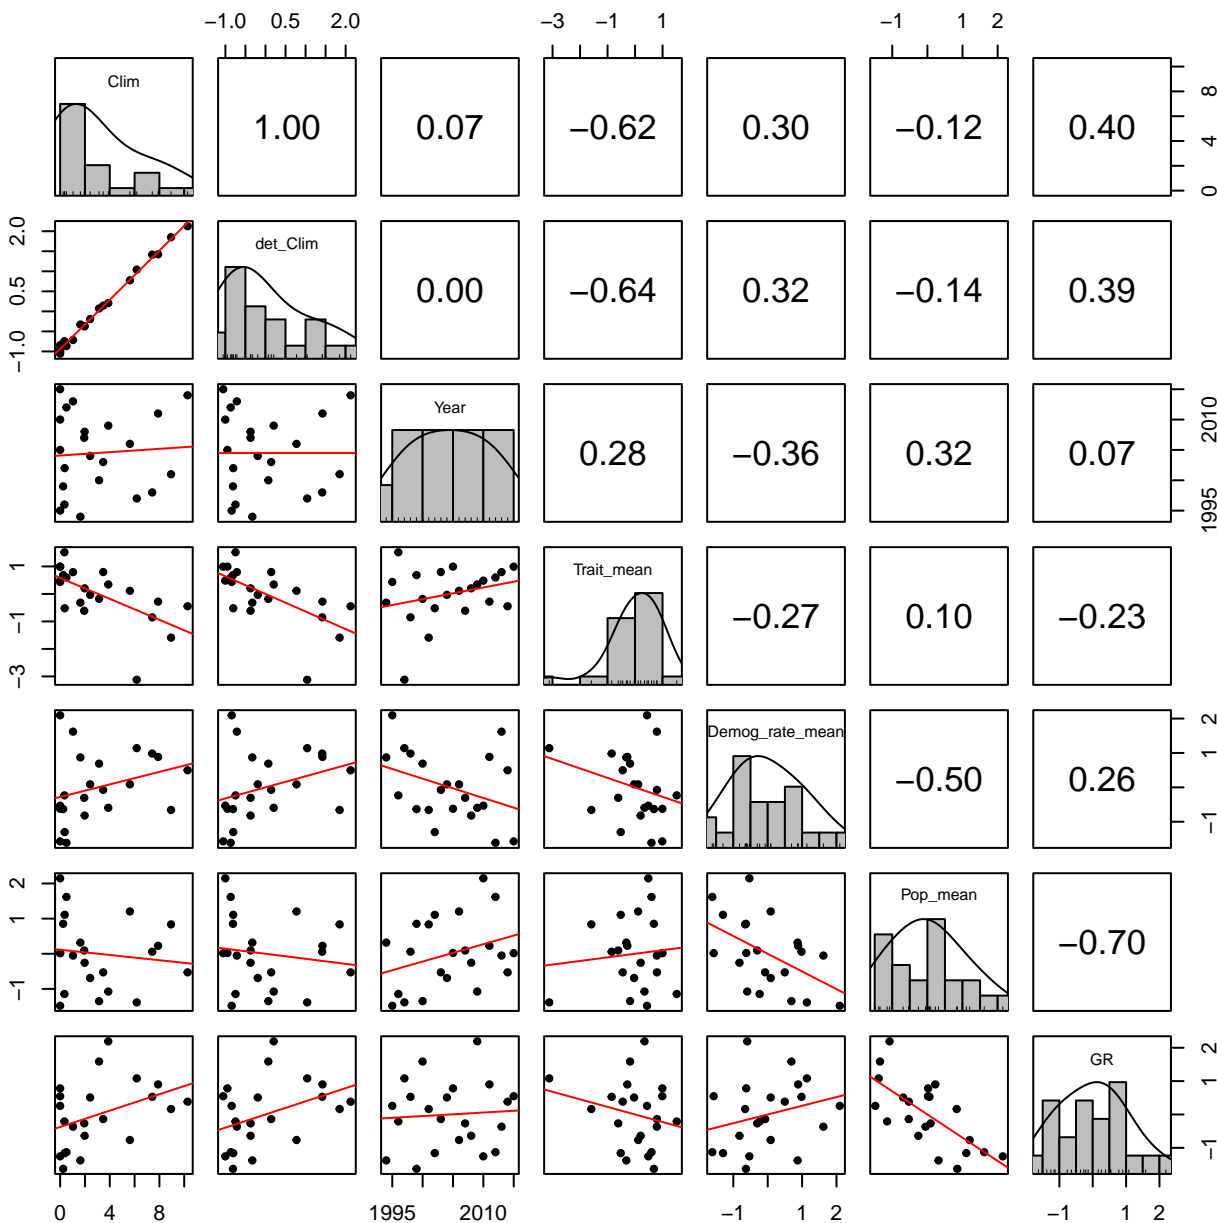 −1.0 0.5 2.0 −3 −1 1 −1 1 2
Clim 1.00 0.07 −0.62 0.30 −0.12 0.40 0 4 8
−1.0 0.5 2.0 det_Clim 0.00 −0.64 0.32 −0.14 0.39
Year 0.28 −0.36 0.32 0.07 1995 2010
−3 −1 1 Trait_mean −0.27 0.10 −0.23
Demog_rate_mean −0.50 0.26 −1 1 2
−1 1 2 Pop_mean −0.70
GR −1 1 2
0 4 8 1995 2010 −1 1 2 −1 1 2